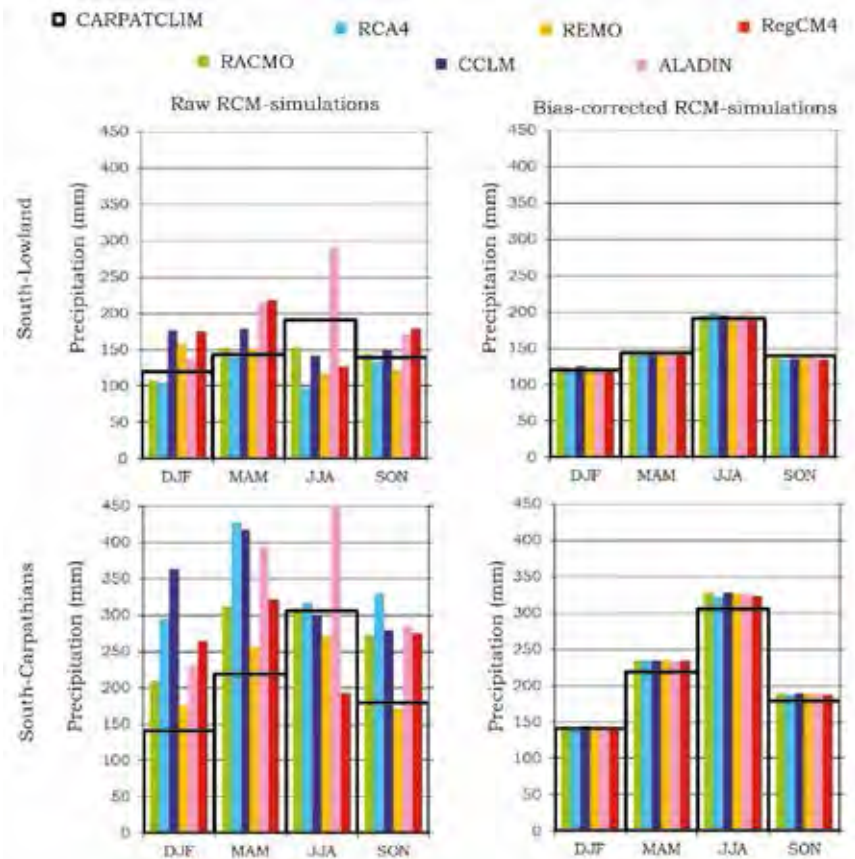 CARPATCLIM
RCA4
REMO
RegCM4
RACMO
CCLM
ALADIN
Raw RCM-simulations
Bias-corrected RCM-simulations
South-Lowland
Precipitation (mm)
450
400
350
300
250
200
150
100
50
0
DJF MAM JJA SON
Precipitation (mm)
450
400
350
300
250
200
150
100
50
0
DJF MAM JJA SON
South-Carpathians
Precipitation (mm)
450
400
350
300
250
200
150
100
50
0
DJF MAM JJA SON
Precipitation (mm)
450
400
350
300
250
200
150
100
50
0
DJF MAM JJA SON